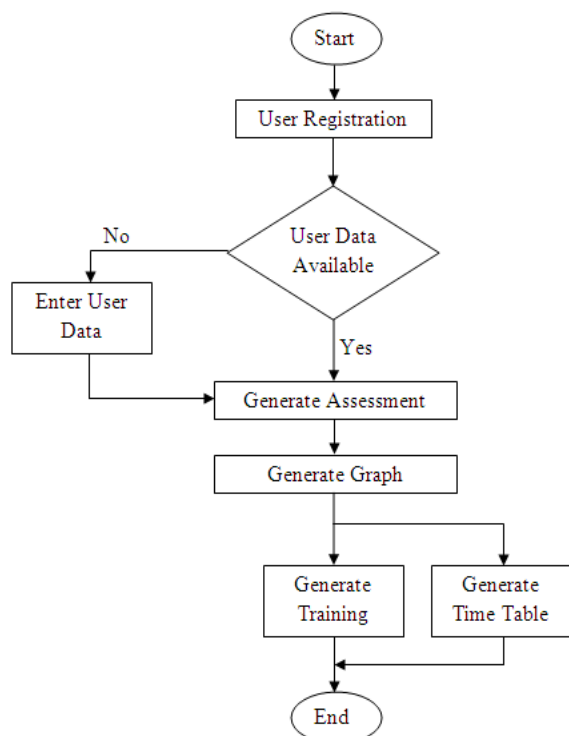 Start
User Registration
User Data
Available
No
Enter User
Data
Yes
Generate Assessment
Generate Graph
Generate
Training
Generate
Time Table
End